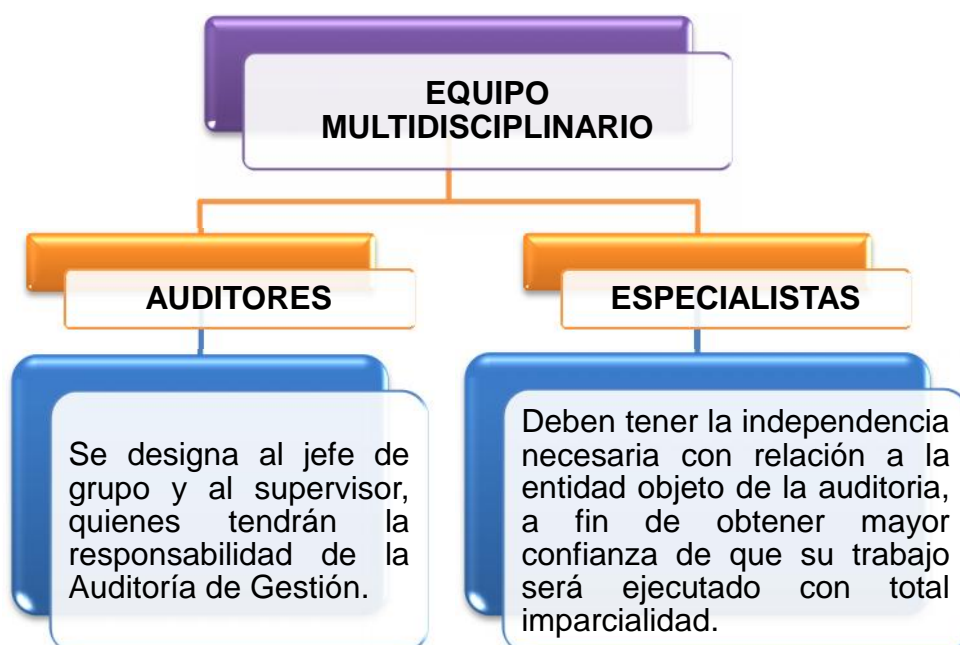 EQUIPO
MULTIDISCIPLINARIO
AUDITORES
ESPECIALISTAS
Se designa al jefe de
grupo y al supervisor,
quienes tendrán la
responsabilidad de la
Auditoría de Gestión.
Deben tener la independencia
necesaria con relación a la
entidad objeto de la auditoria,
a fin de obtener mayor
confianza de que su trabajo
será ejecutado con total
imparcialidad.